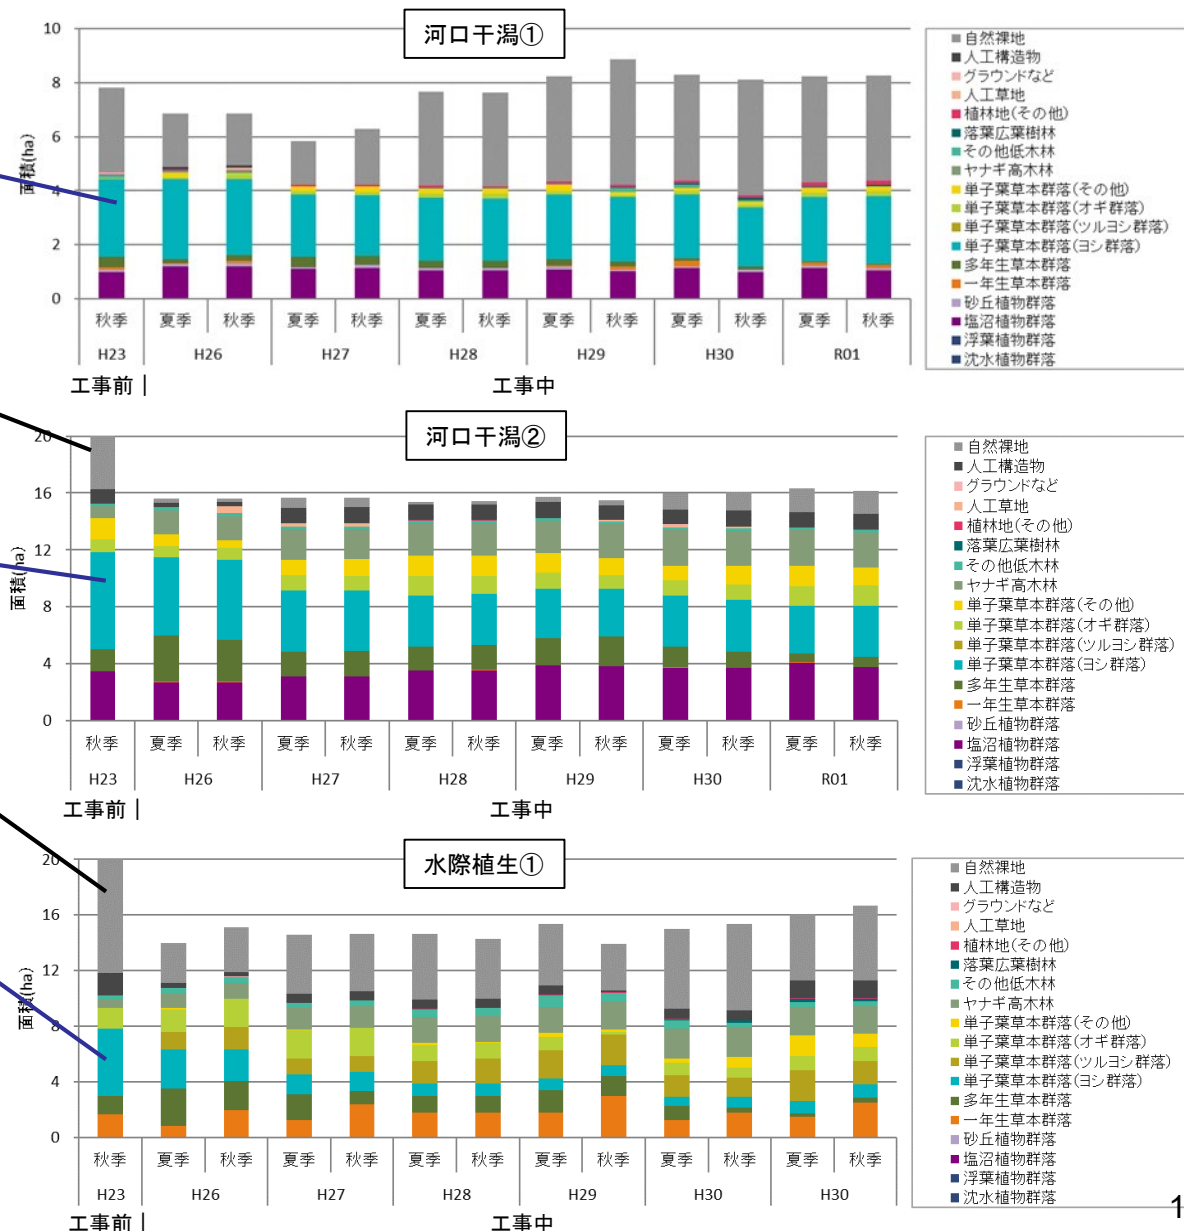 河口干潟①
10
8
6
4
2
0
面積(ha)
秋季 夏季 秋季 夏季 秋季 夏季 秋季 夏季 秋季 夏季 秋季 夏季 秋季
H23 H26 H27 H28 H29 H30 R01
工事前 | 工事中
自然裸地
人工構造物
グラウンドなど
人工草地
植林地(その他)
落葉広葉樹林
その他低木林
ヤナギ高木林
単子葉草本群落(その他)
単子葉草本群落(オギ群落)
単子葉草本群落(ツルヨシ群落)
単子葉草本群落(ヨシ群落)
多年生草本群落
一年生草本群落
砂丘植物群落
塩沼植物群落
浮葉植物群落
沈水植物群落
河口干潟②
20
16
12
8
4
0
面積(ha)
秋季 夏季 秋季 夏季 秋季 夏季 秋季 夏季 秋季 夏季 秋季 夏季 秋季
H23 H26 H27 H28 H29 H30 R01
工事前 | 工事中
自然裸地
人工構造物
グラウンドなど
人工草地
植林地(その他)
落葉広葉樹林
その他低木林
ヤナギ高木林
単子葉草本群落(その他)
単子葉草本群落(オギ群落)
単子葉草本群落(ツルヨシ群落)
単子葉草本群落(ヨシ群落)
多年生草本群落
一年生草本群落
砂丘植物群落
塩沼植物群落
浮葉植物群落
沈水植物群落
水際植生①
20
16
12
8
4
0
面積(ha)
秋季 夏季 秋季 夏季 秋季 夏季 秋季 夏季 秋季 夏季 秋季 夏季 秋季
H23 H26 H27 H28 H29 H30 H30
工事前 | 工事中
自然裸地
人工構造物
グラウンドなど
人工草地
植林地(その他)
落葉広葉樹林
その他低木林
ヤナギ高木林
単子葉草本群落(その他)
単子葉草本群落(オギ群落)
単子葉草本群落(ツルヨシ群落)
単子葉草本群落(ヨシ群落)
多年生草本群落
一年生草本群落
砂丘植物群落
塩沼植物群落
浮葉植物群落
沈水植物群落
1